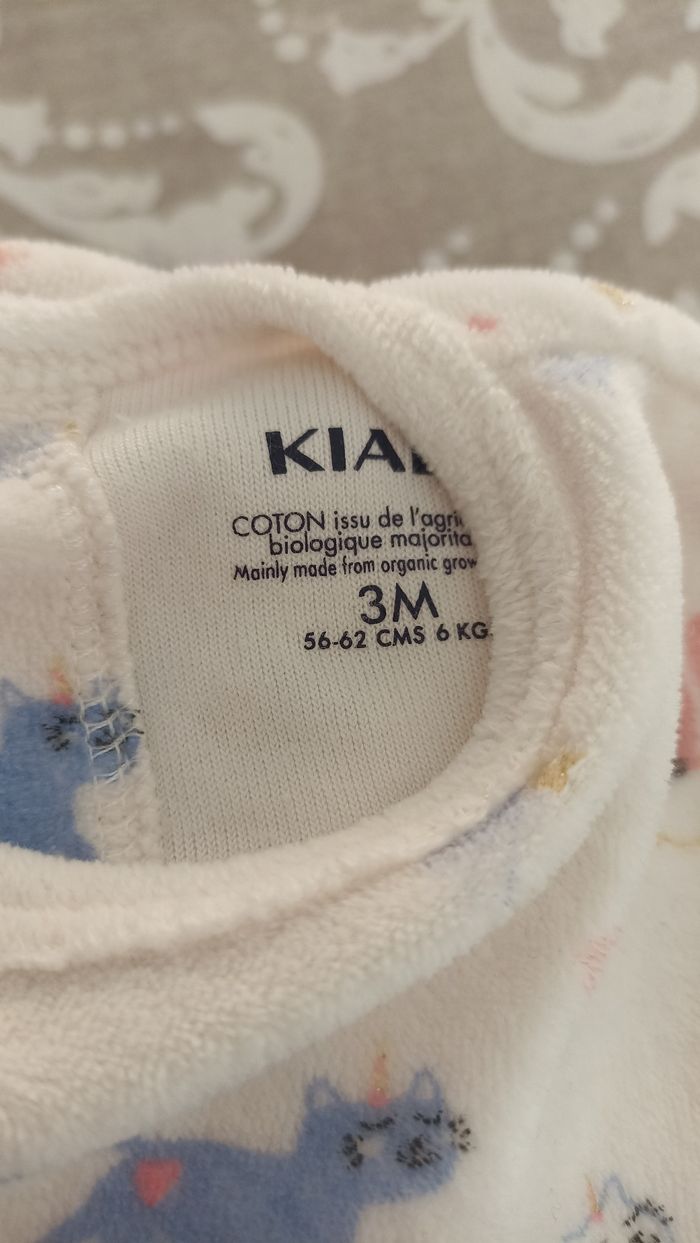 KIA
COTON issu de l'agri
biologique majorita
Mainly made from organic grow
3M
56-62 CMS 6 KG